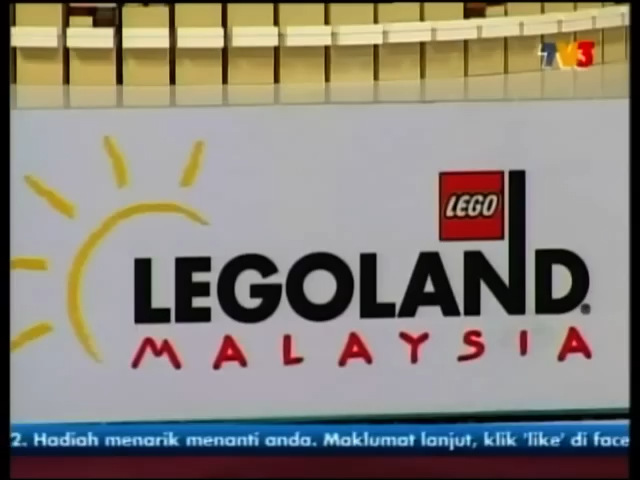 TV3
LEGO
LEGOLAND®
MALAYSIA
2. Hadiah menarik menanti anda. Maklumat lanjut, klik 'like' di face